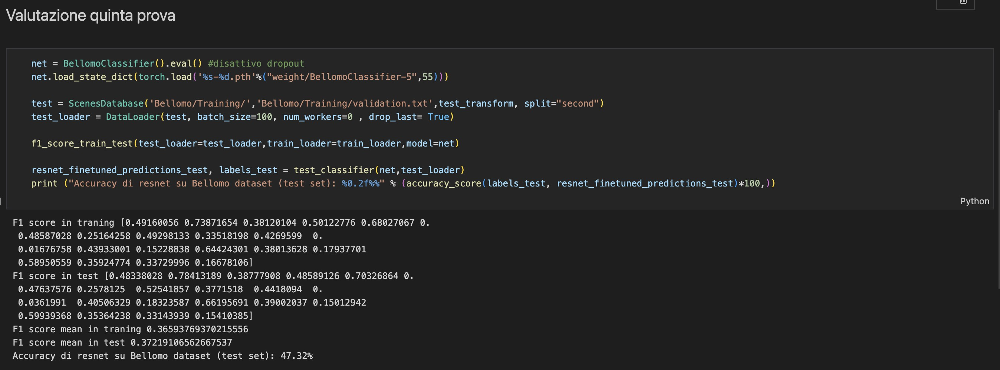 Valutazione quinta prova
net = BellomoClassifier().eval() #disattivo dropout
net.load_state_dict(torch.load('%s-%d.pth'%("weight/BellomoClassifier-5",55)))
test = ScenesDatabase('Bellomo/Training/','Bellomo/Training/validation.txt',test_transform, split="second")
test_loader = DataLoader(test, batch_size=100, num_workers=0 , drop_last= True)
f1_score_train_test(test_loader=test_loader,train_loader=train_loader,model=net)
resnet_finetuned_predictions_test, labels_test = test_classifier(net,test_loader)
print ("Accuracy di resnet su Bellomo dataset (test set): %0.2f%%" % (accuracy_score(labels_test, resnet_finetuned_predictions_test)*100,))
Python
F1 score in traning [0.49160056 0.73871654 0.38120104 0.50122776 0.68027067 0.
0.48587028 0.25164258 0.49298133 0.33518198 0.4269599  0.
0.01676758 0.43933001 0.15228838 0.64424301 0.38013628 0.17937701
0.58950559 0.35924774 0.33729996 0.16678106]
F1 score in test [0.48338028 0.78413189 0.38777908 0.48589126 0.70326864 0.
0.47637576 0.2578125  0.52541857 0.3771518  0.4418094  0.
0.0361991  0.40506329 0.18323587 0.66195691 0.39002037 0.15012942
0.59939368 0.35364238 0.33143939 0.15410385]
F1 score mean in traning 0.36593769370215556
F1 score mean in test 0.37219106562667537
Accuracy di resnet su Bellomo dataset (test set): 47.32%